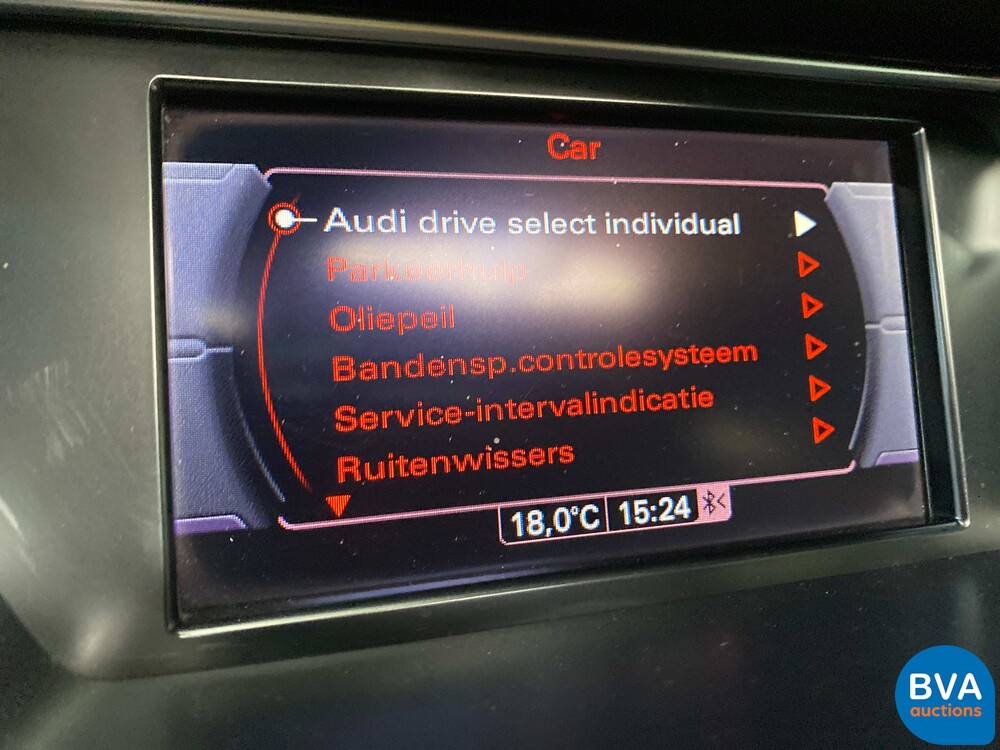 Car
Audi drive select individual
Parkeerhulp
Oliepeil
Bandensp.controlesysteem
Service-intervalindicatie
Ruitenwissers
18,0°C 15:24
BVA
auctions